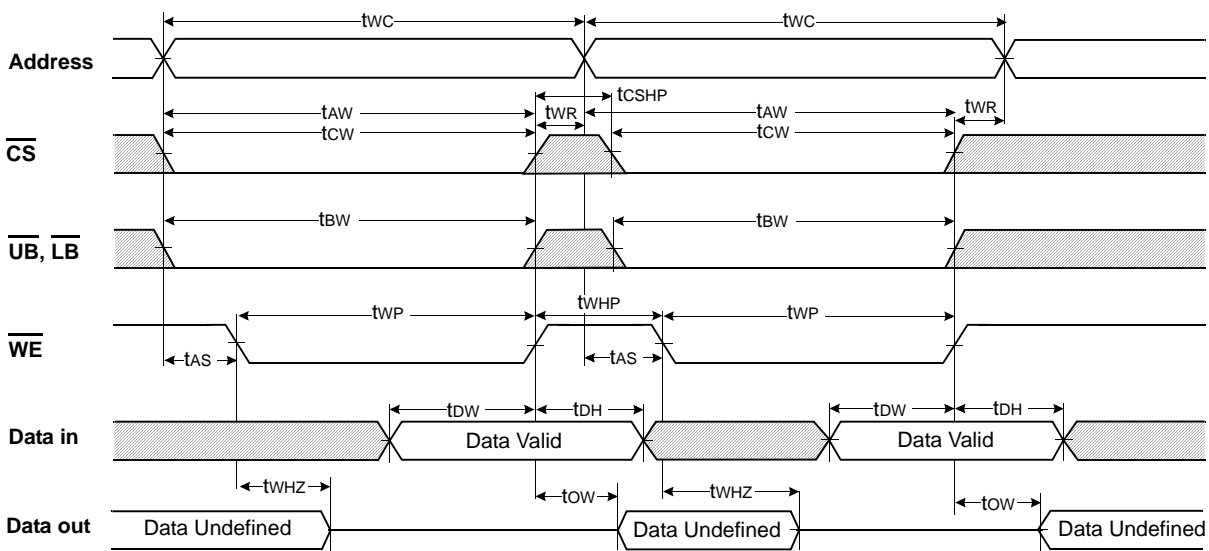 tWC tWC
Address
tCSHP
tAW tWR tAW tWR
tCW tCW
CS
tBW tBW
UB, LB
tWP tWHP tWP
WE
tAS tAS
tDW tDH tDW tDH
Data in Data Valid Data Valid
tWHZ tOW tWHZ tOW
Data out Data Undefined Data Undefined Data Undefined